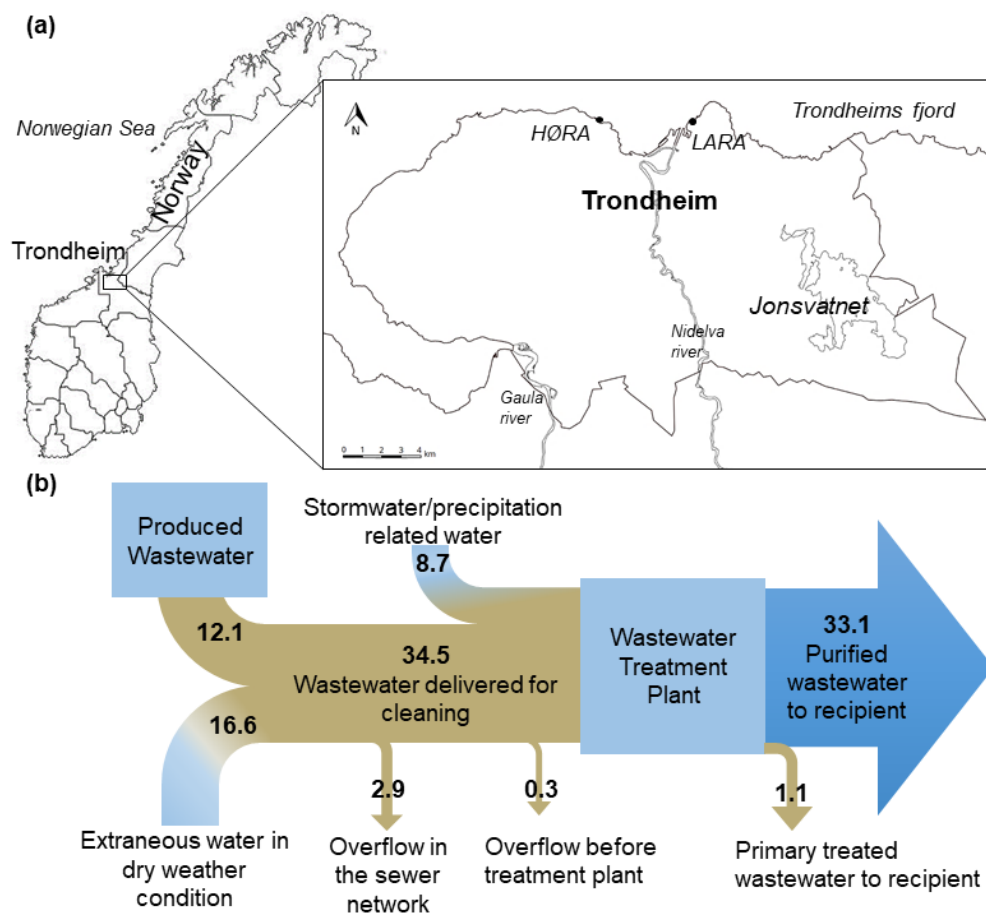 (a)
Norwegian Sea
Norway
Trondheim
N
HØRA
LARA
Trondheims fjord
Trondheim
Jonsvatnet
Nidelva
river
Gaula
river
0 1 2 3 4
km
(b)
Produced
Wastewater
Stormwater/precipitation
related water
8.7
12.1
34.5
Wastewater delivered for
cleaning
16.6
Wastewater
Treatment
Plant
33.1
Purified
wastewater
to recipient
2.9
0.3
1.1
Extraneous water in
dry weather
condition
Overflow in
the sewer
network
Overflow before
treatment plant
Primary treated
wastewater to recipient